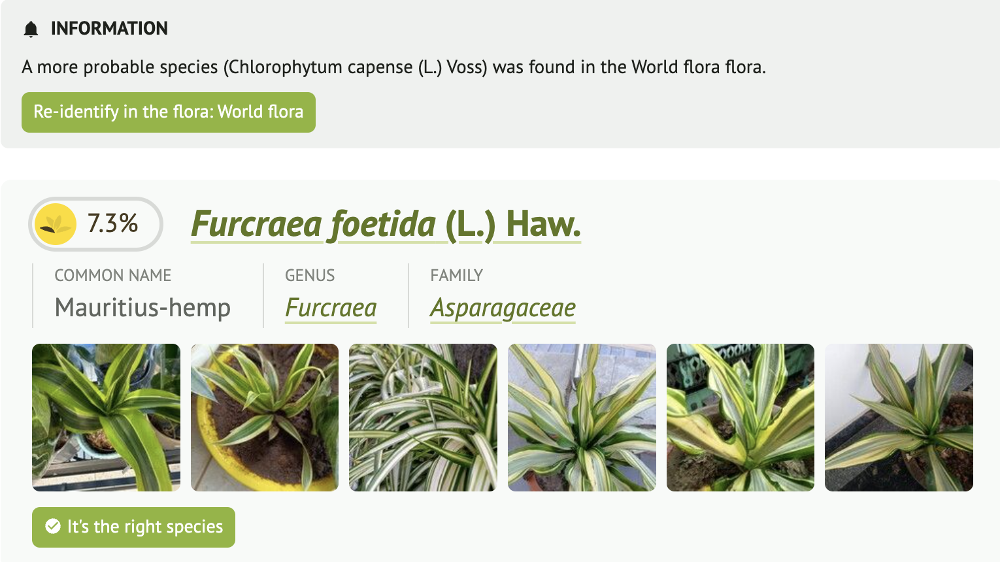 INFORMATION
A more probable species (Chlorophytum capense (L.) Voss) was found in the World flora flora.
Re-identify in the flora: World flora
7.3%
Furcraea foetida (L.) Haw.
COMMON NAME
Mauritius-hemp
GENUS
Furcraea
FAMILY
Asparagaceae
It's the right species